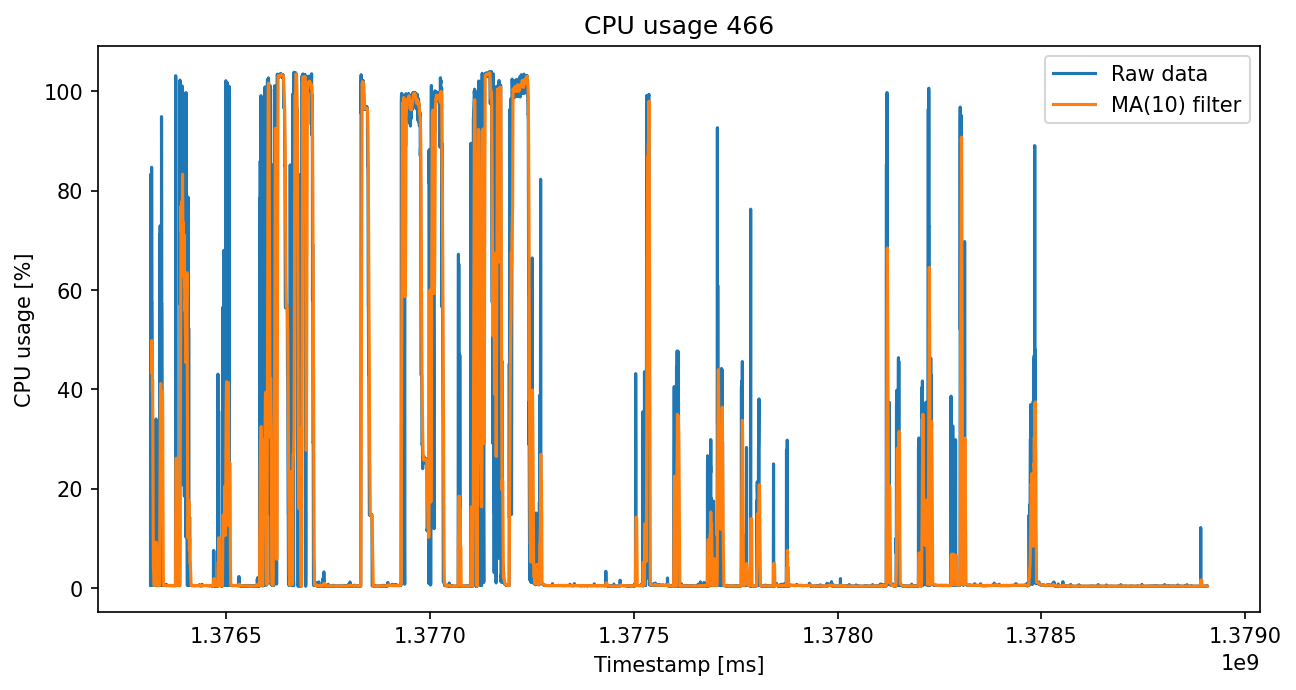 CPU usage 466
Raw data
MA(10) filter
CPU usage [%]
100
80
60
40
20
0
1.3765 1.3770 1.3775 1.3780 1.3785 1.3790
Timestamp [ms]
1e9